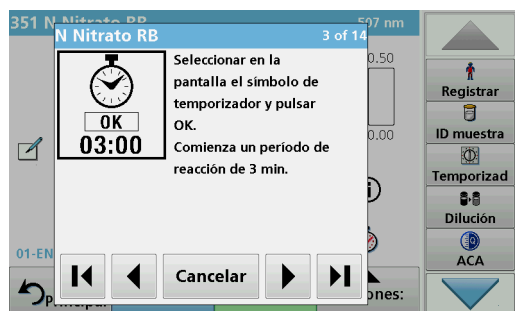 351 N Nitrato RB
507 nm
N Nitrato RB
3 of 14
Seleccionar en la
pantalla el símbolo de
temporizador y pulsar
OK.
Comienza un período de
reacción de 3 min.
OK
03:00
0.50
0.00
01-EN
Cancelar
ones:
Registrar
ID muestra
Temporizad
Dilución
ACA